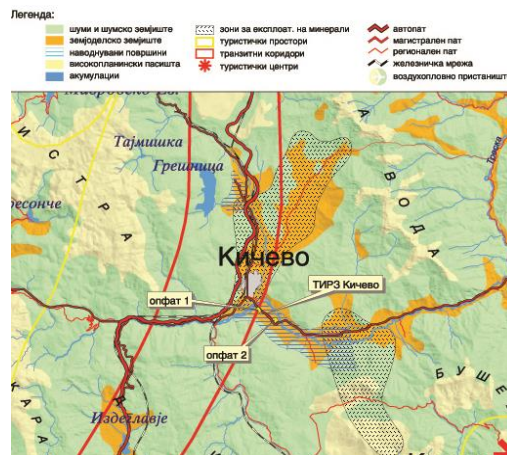 Легенда:
шуми и шумско земјиште
земјоделско земјиште
наводнувани површини
високопланински пасишта
акумулации
зони за експлоат. на минерали
туристички простори
транзитни коридори
туристички центри
автопат
магистрален пат
регионален пат
железничка мрежа
воздухопловно пристаниште
Тајмишка
Грешница
И С Т Р А
В О Д А
Треска
Кичево
ТИРЗ Кичево
опфат 1
опфат 2
Издеглавје
К А Р А
Б У Ш Е